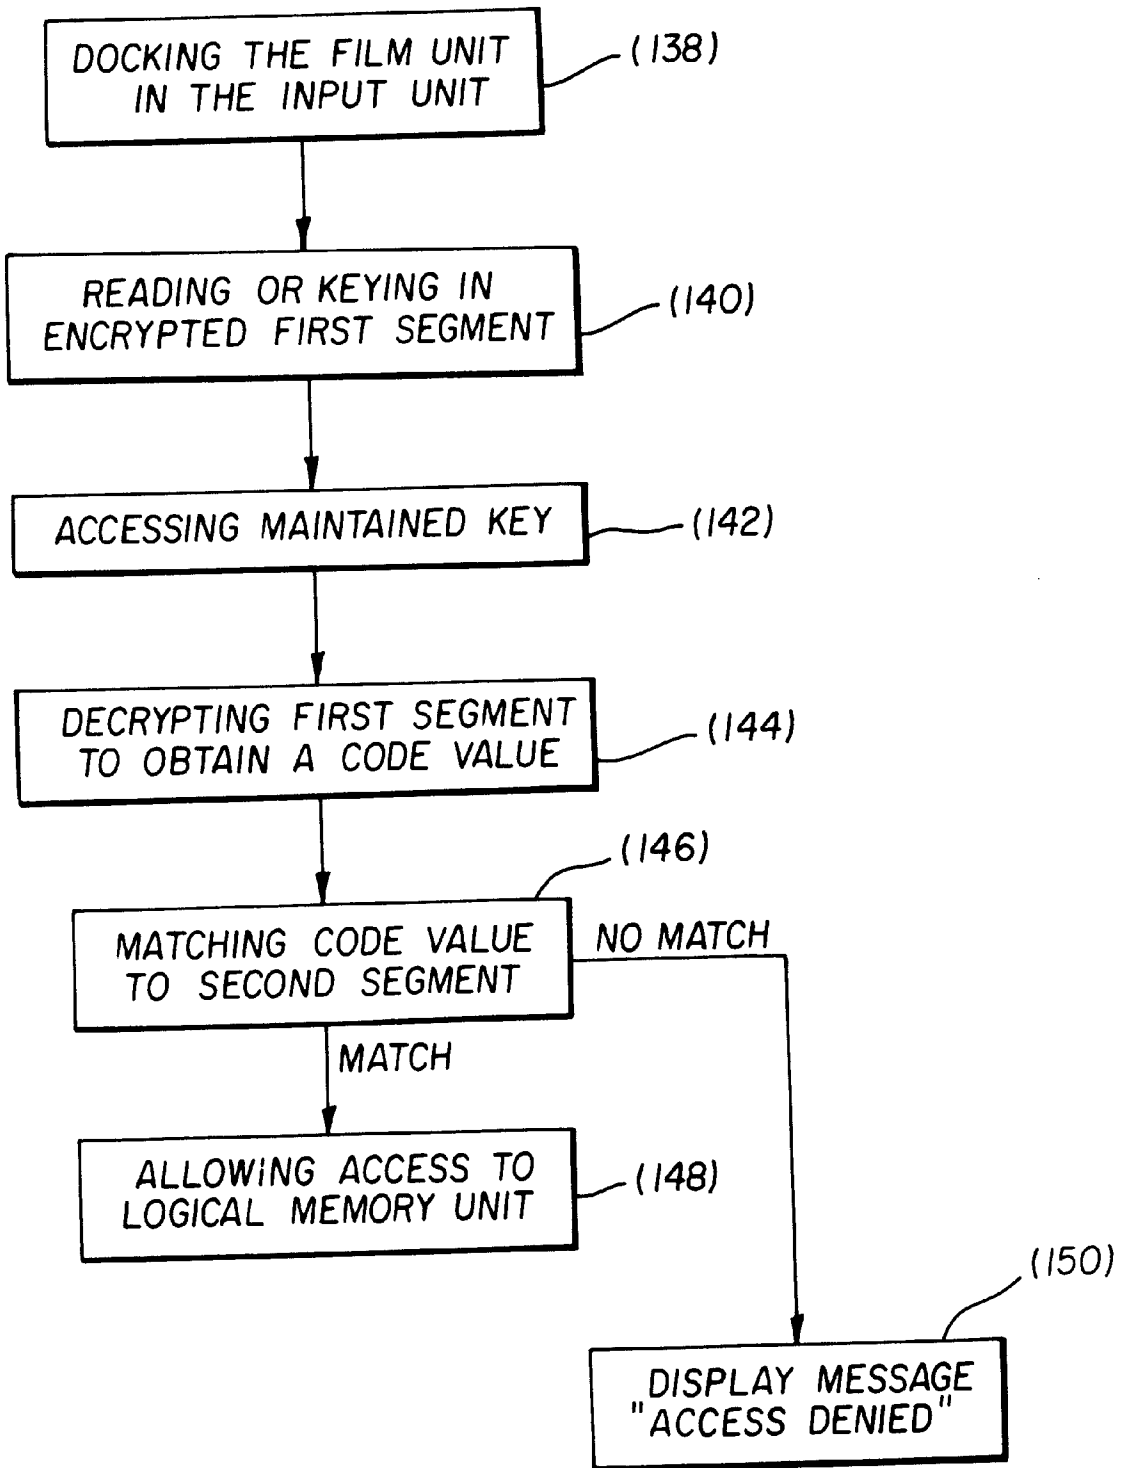 DOCKING THE FILM UNIT
IN THE INPUT UNIT
(138)
READING OR KEYING IN
ENCRYPTED FIRST SEGMENT
(140)
ACCESSING MAINTAINED KEY
(142)
DECRYPTING FIRST SEGMENT
TO OBTAIN A CODE VALUE
(144)
(146)
MATCHING CODE VALUE
TO SECOND SEGMENT
NO MATCH
MATCH
ALLOWING ACCESS TO
LOGICAL MEMORY UNIT
(148)
(150)
DISPLAY MESSAGE
"ACCESS DENIED"